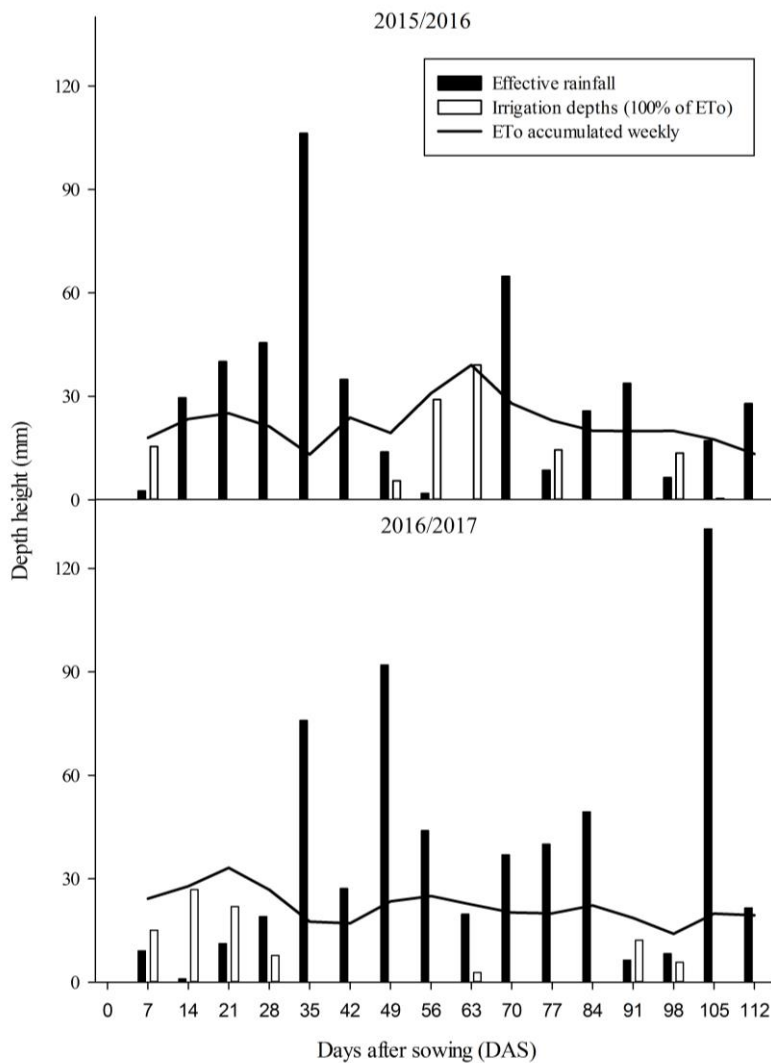 2015/2016
Effective rainfall
Irrigation depths (100% of ETo)
ETo accumulated weekly
120
90
60
30
0
Depth height (mm)
2016/2017
120
90
60
30
0
0 7 14 21 28 35 42 49 56 63 70 77 84 91 98 105 112
Days after sowing (DAS)